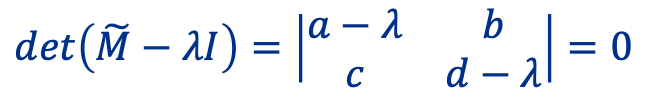 det(M̃ − λI) = |a − λ b|
|c d − λ| = 0